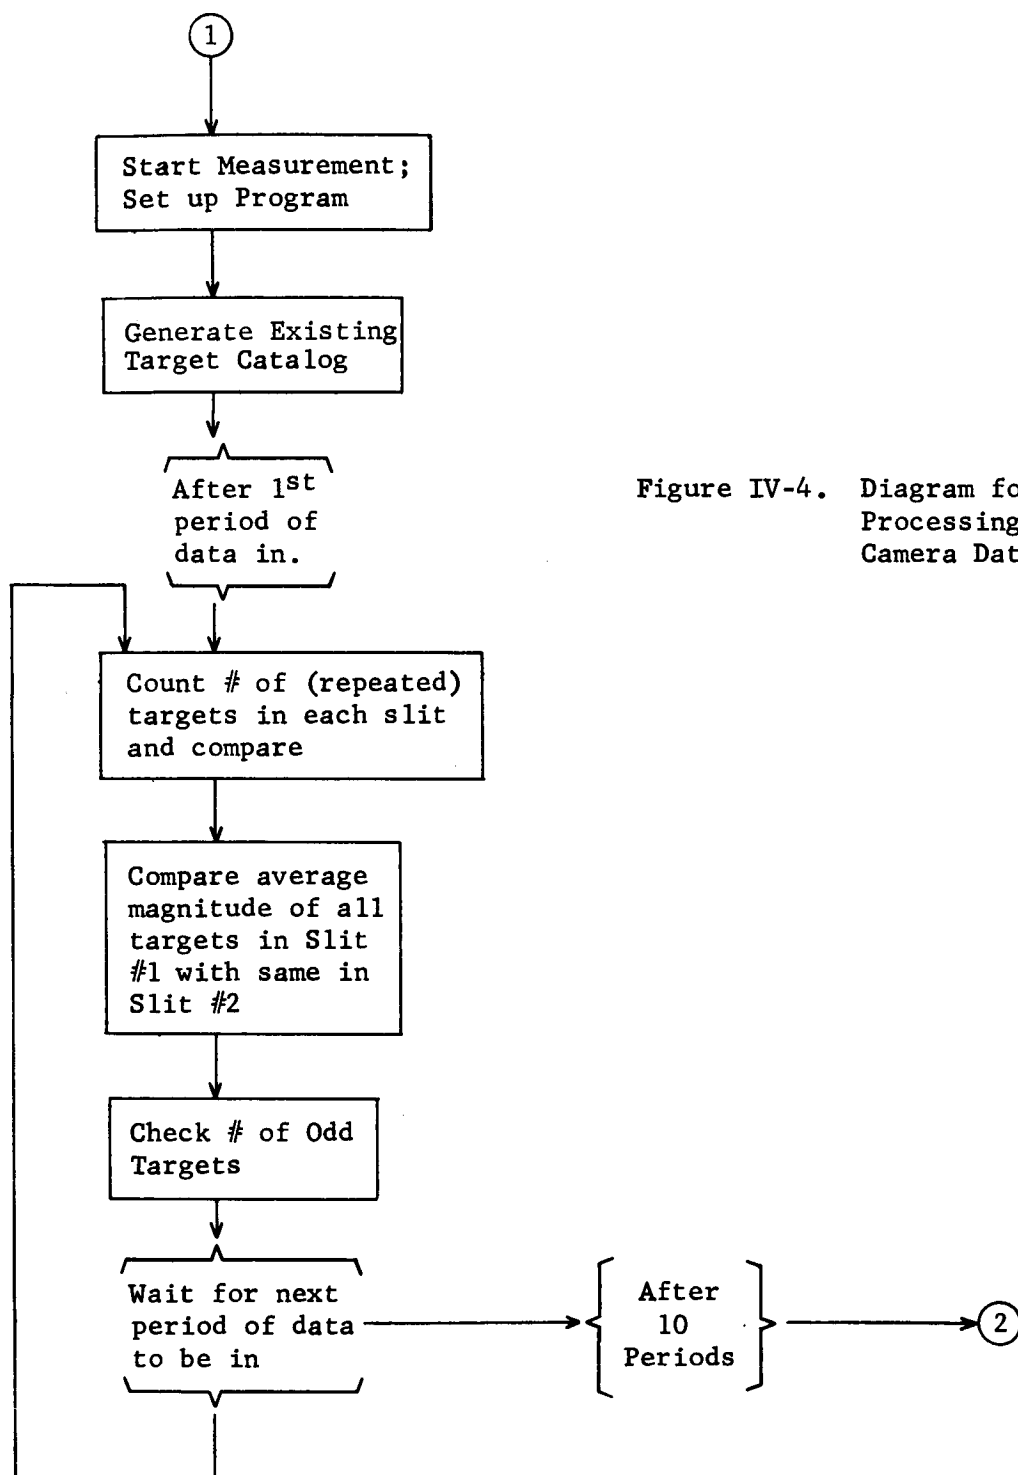 1
Start Measurement;
Set up Program
Generate Existing
Target Catalog
After 1st
period of
data in.
Figure IV-4. Diagram fo
Processing
Camera Dat
Count # of (repeated)
targets in each slit
and compare
Compare average
magnitude of all
targets in Slit
#1 with same in
Slit #2
Check # of Odd
Targets
Wait for next
period of data
to be in
After
10
Periods
2